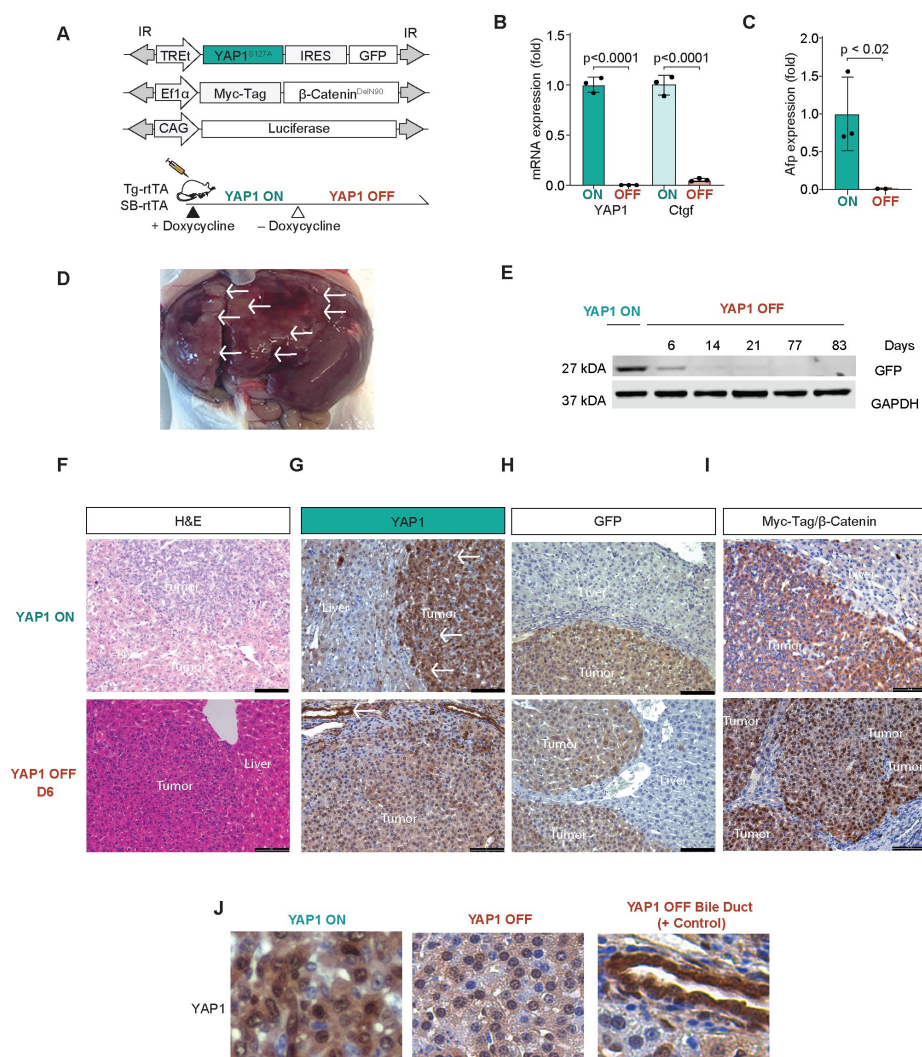 A
IR
IR
TREt
YAP1S127A
IRES
GFP
Ef1α
Myc-Tag
β-CateninDelN90
CAG
Luciferase
Tg-rtTA
SB-rtTA
YAP1 ON
YAP1 OFF
+ Doxycycline
– Doxycycline
B
mRNA expression (fold)
1.5
1.0
0.5
0.0
p<0.0001
p<0.0001
ON
OFF
ON
OFF
YAP1
Ctgf
C
Afp expression (fold)
2.0
1.5
1.0
0.5
0.0
p < 0.02
ON
OFF
D
E
YAP1 ON
YAP1 OFF
6
14
21
77
83
Days
27 kDA
GFP
37 kDA
GAPDH
F
G
H
I
H&E
YAP1
GFP
Myc-Tag/β-Catenin
YAP1 ON
Tumor
Liver
Tumor
Liver
Tumor
Liver
Tumor
Liver
Tumor
YAP1 OFF
D6
Liver
Tumor
Tumor
Tumor
Liver
Tumor
Tumor
Tumor
Tumor
Tumor
J
YAP1 ON
YAP1 OFF
YAP1 OFF Bile Duct
(+ Control)
YAP1